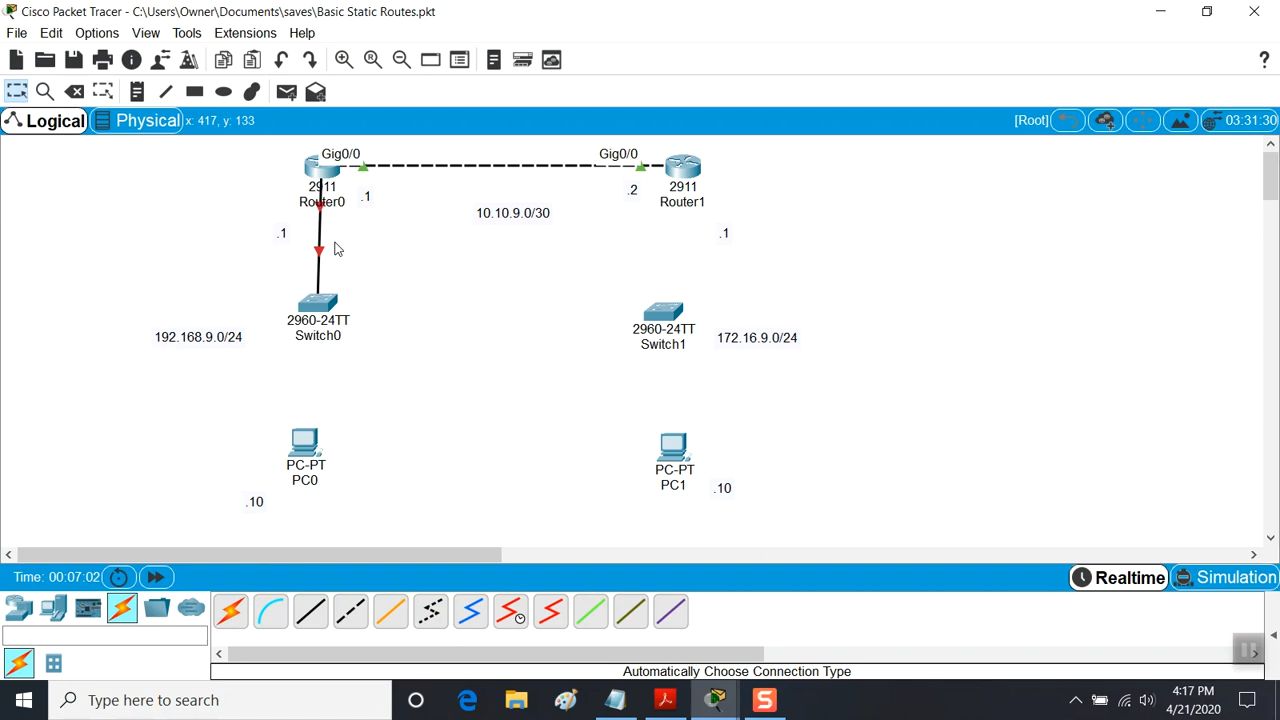 Cisco Packet Tracer - C:\Users\Owner\Documents\saves\Basic Static Routes.pkt
File Edit Options View Tools Extensions Help
?
Logical Physical x: 417, y: 133 [Root] 03:31:30
Gig0/0 Gig0/0
2911 2911
Router0 Router1
.1 .2
10.10.9.0/30
.1 .1
2960-24TT
Switch0
2960-24TT
Switch1
192.168.9.0/24 172.16.9.0/24
PC-PT
PC0
PC-PT
PC1
.10 .10
Time: 00:07:02 Realtime Simulation
Automatically Choose Connection Type
Type here to search
4:17 PM
4/21/2020